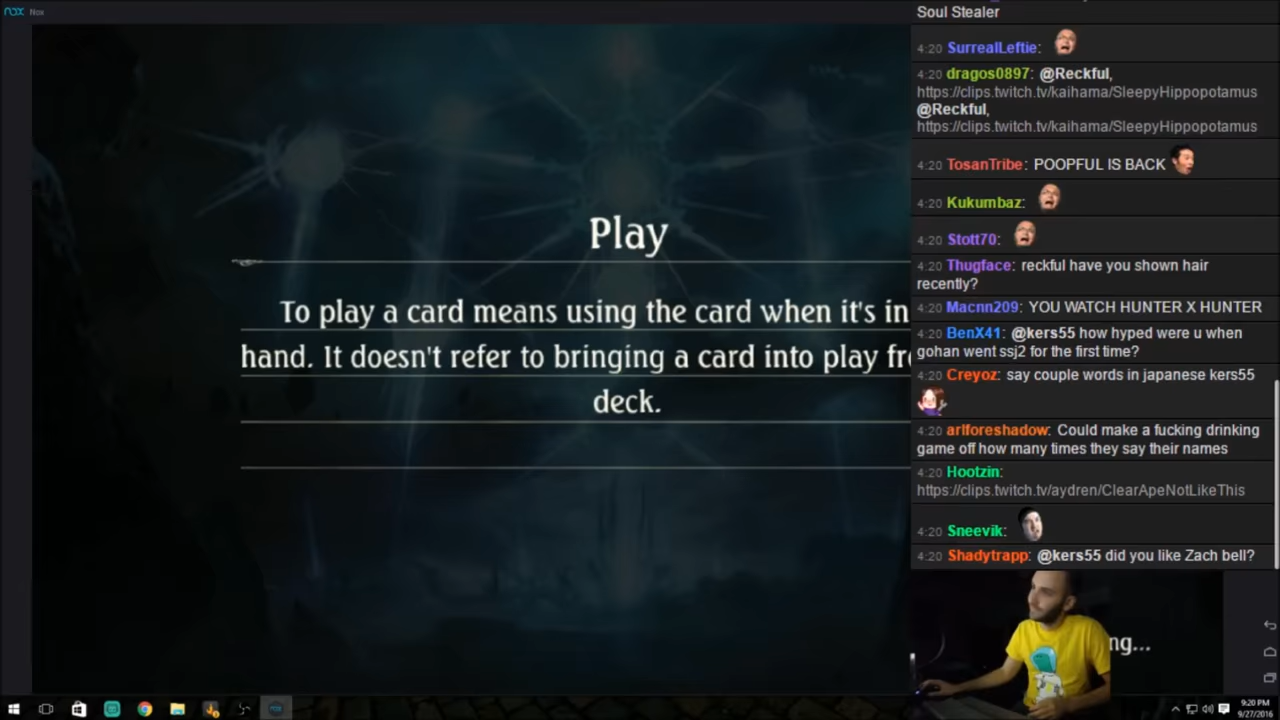 nox Nox
Play
To play a card means using the card when it's in
hand. It doesn't refer to bringing a card into play
deck.
Soul Stealer
4:20 SurrealLeftie:
4:20 dragos0897: @Reckful,
https://clips.twitch.tv/kaihama/SleepyHippopotamus
@Reckful,
https://clips.twitch.tv/kaihama/SleepyHippopotamus
4:20 TosanTribe: POOPFUL IS BACK
4:20 Kukumbaz:
4:20 Stott70:
4:20 Thugface: reckful have you shown hair
recently?
4:20 Macnn209: YOU WATCH HUNTER X HUNTER
4:20 BenX41: @kers55 how hyped were u when
gohan went ssj2 for the first time?
4:20 Creyoz: say couple words in japanese kers55
4:20 arlforeshadow: Could make a fucking drinking
game off how many times they say their names
4:20 Hootzin:
https://clips.twitch.tv/aydren/ClearApeNotLikeThis
4:20 Sneevik:
4:20 Shadytrapp: @kers55 did you like Zach bell?
ng...
9:20 PM
9/27/2016